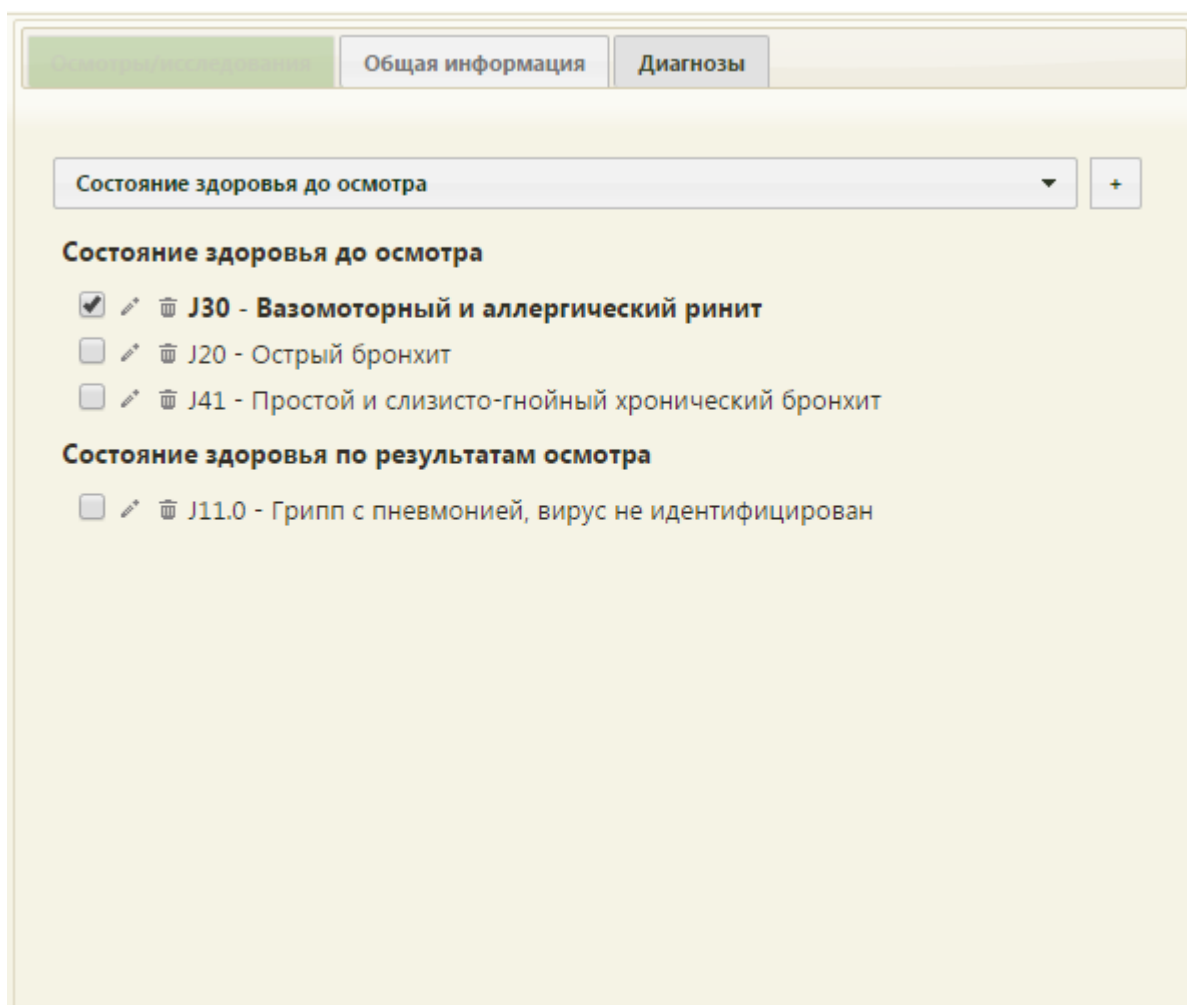 Осмотры/исследования
Общая информация
Диагнозы
Состояние здоровья до осмотра
+
Состояние здоровья до осмотра
J30 - Вазомоторный и аллергический ринит
J20 - Острый бронхит
J41 - Простой и слизисто-гнойный хронический бронхит
Состояние здоровья по результатам осмотра
J11.0 - Грипп с пневмонией, вирус не идентифицирован